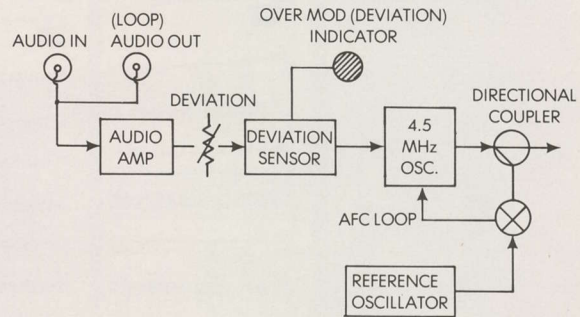 AUDIO IN
(LOOP)
AUDIO OUT
OVER MOD (DEVIATION)
INDICATOR
DEVIATION
DIRECTIONAL
COUPLER
AUDIO
AMP
DEVIATION
SENSOR
4.5
MHz
OSC.
AFC LOOP
REFERENCE
OSCILLATOR